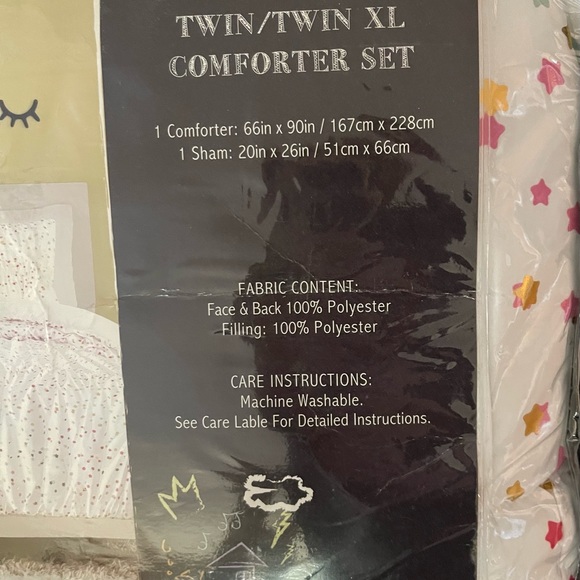 TWIN/TWIN XL
COMFORTER SET
1 Comforter: 66in x 90in / 167cm x 228cm
1 Sham: 20in x 26in / 51cm x 66cm
FABRIC CONTENT:
Face & Back 100% Polyester
Filling: 100% Polyester
CARE INSTRUCTIONS:
Machine Washable.
See Care Lable For Detailed Instructions.